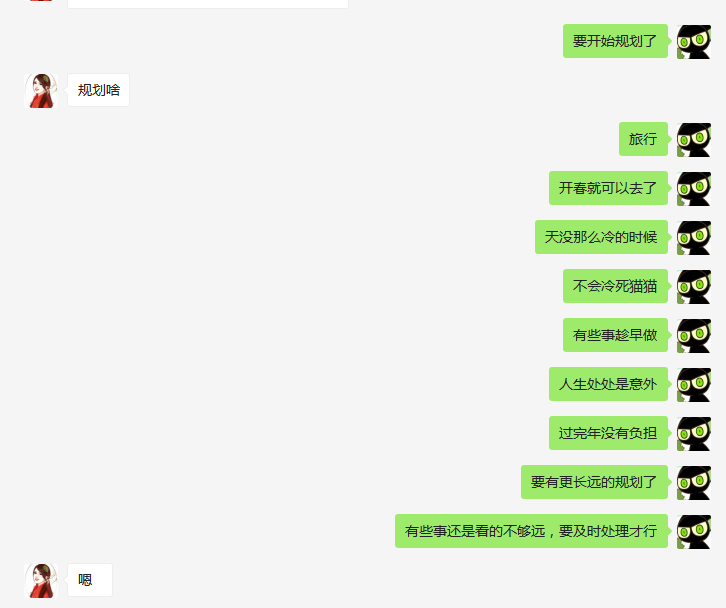 要开始规划了
规划啥
旅行
开春就可以去了
天没那么冷的时候
不会冷死猫猫
有些事趁早做
人生处处是意外
过完年没有负担
要有更长远的规划了
有些事还是看的不够远，要及时处理才行
嗯